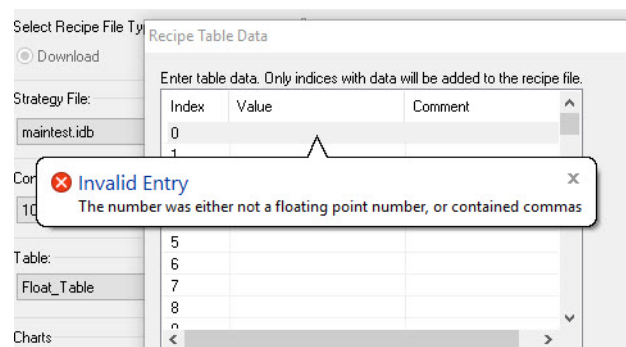 Select Recipe File Ty
Recipe Table Data
Download
Enter table data. Only indices with data will be added to the recipe file.
Strategy File:
Index Value Comment
maintest.idb
0
1
Invalid Entry
The number was either not a floating point number, or contained commas
10
5
Table:
6
Float_Table
7
8
Charts